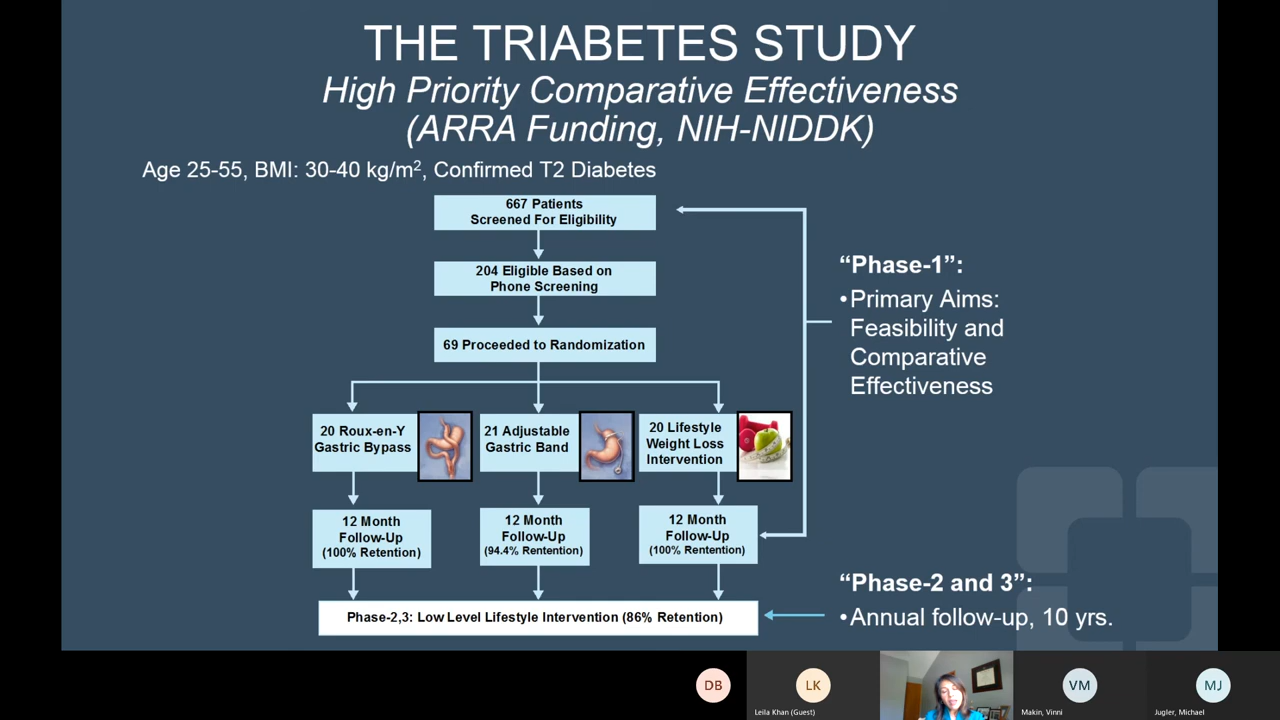 THE TRIABETES STUDY
High Priority Comparative Effectiveness
(ARRA Funding, NIH-NIDDK)
Age 25-55, BMI: 30-40 kg/m², Confirmed T2 Diabetes
667 Patients
Screened For Eligibility
204 Eligible Based on
Phone Screening
69 Proceeded to Randomization
"Phase-1":
•Primary Aims:
Feasibility and
Comparative
Effectiveness
20 Roux-en-Y
Gastric Bypass
21 Adjustable
Gastric Band
20 Lifestyle
Weight Loss
Intervention
12 Month
Follow-Up
(100% Retention)
12 Month
Follow-Up
(94.4% Rentention)
12 Month
Follow-Up
(100% Rentention)
Phase-2,3: Low Level Lifestyle Intervention (86% Retention)
"Phase-2 and 3":
•Annual follow-up, 10 yrs.
DB
LK
Leila Khan (Guest)
VM
Makin, Vinni
MJ
Jugler, Michael